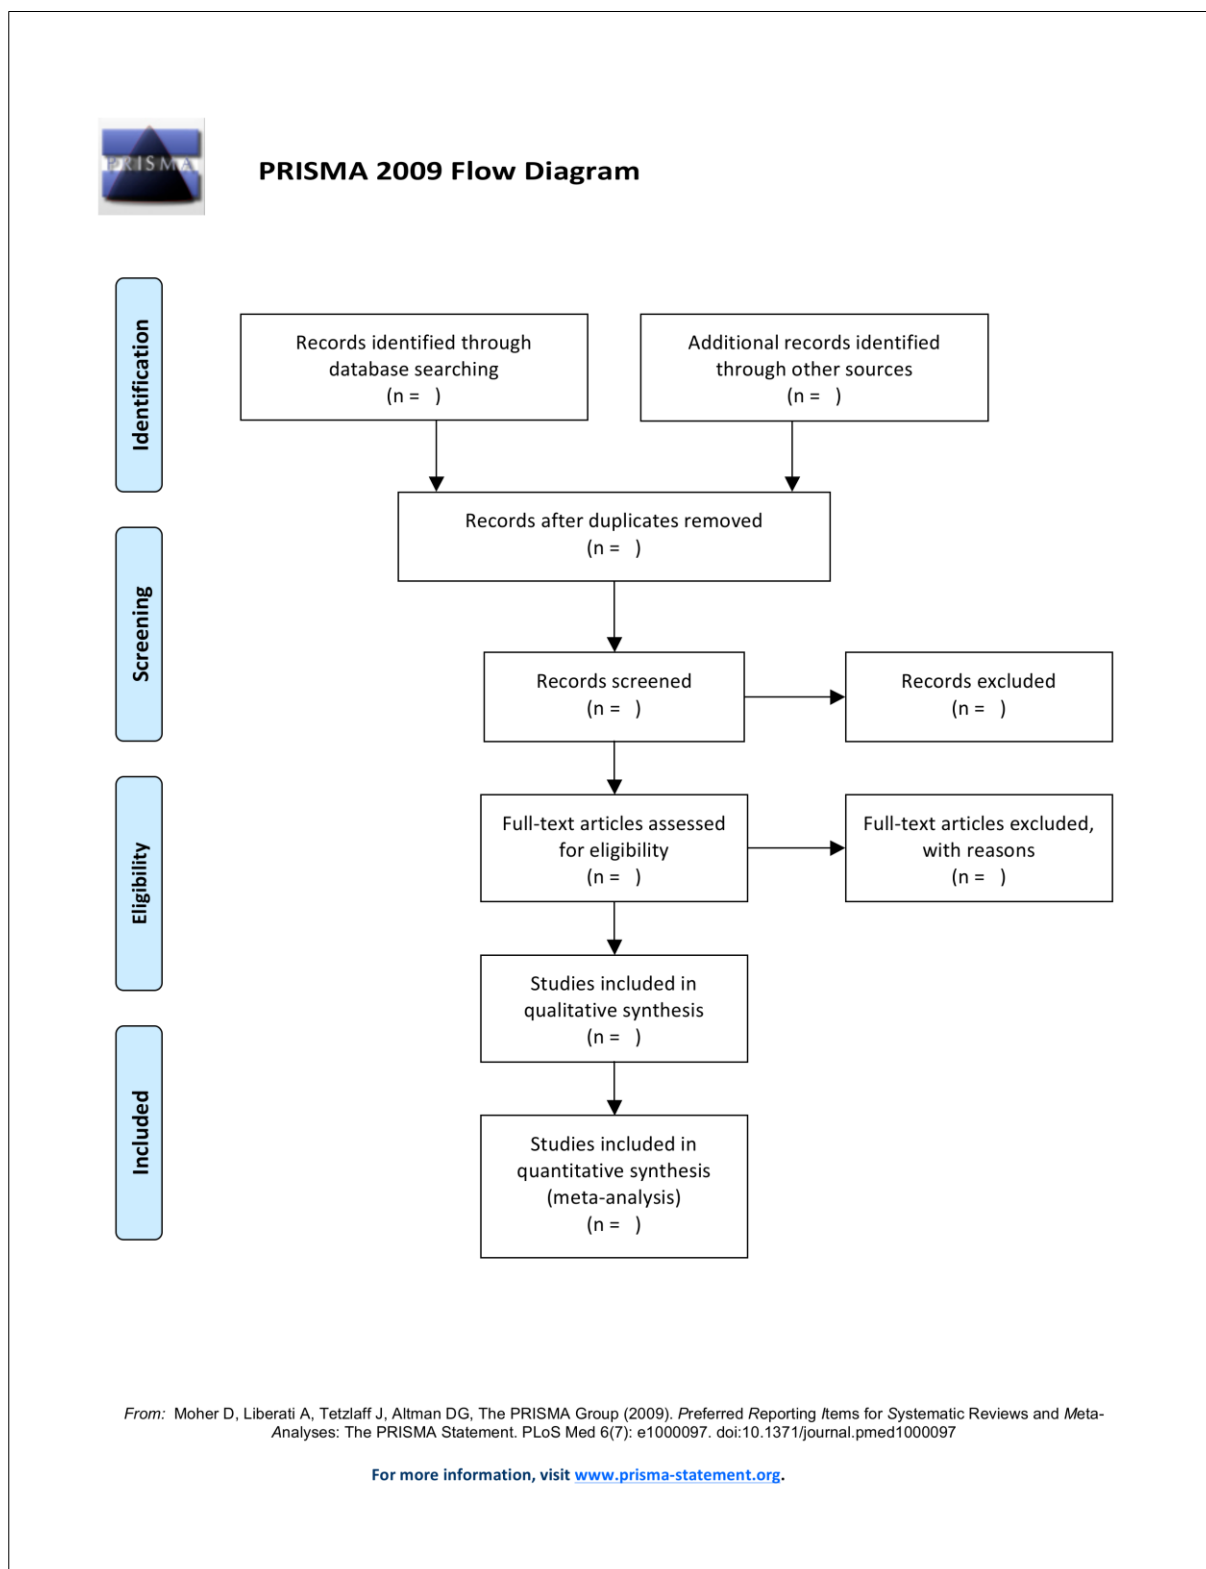 PRISMA
PRISMA 2009 Flow Diagram
Identification
Records identified through
database searching
(n =   )
Additional records identified
through other sources
(n =   )
Records after duplicates removed
(n =   )
Screening
Records screened
(n =   )
Records excluded
(n =   )
Eligibility
Full-text articles assessed
for eligibility
(n =   )
Full-text articles excluded,
with reasons
(n =   )
Studies included in
qualitative synthesis
(n =   )
Included
Studies included in
quantitative synthesis
(meta-analysis)
(n =   )
From: Moher D, Liberati A, Tetzlaff J, Altman DG, The PRISMA Group (2009). Preferred Reporting Items for Systematic Reviews and Meta-
Analyses: The PRISMA Statement. PLoS Med 6(7): e1000097. doi:10.1371/journal.pmed1000097
For more information, visit www.prisma-statement.org.